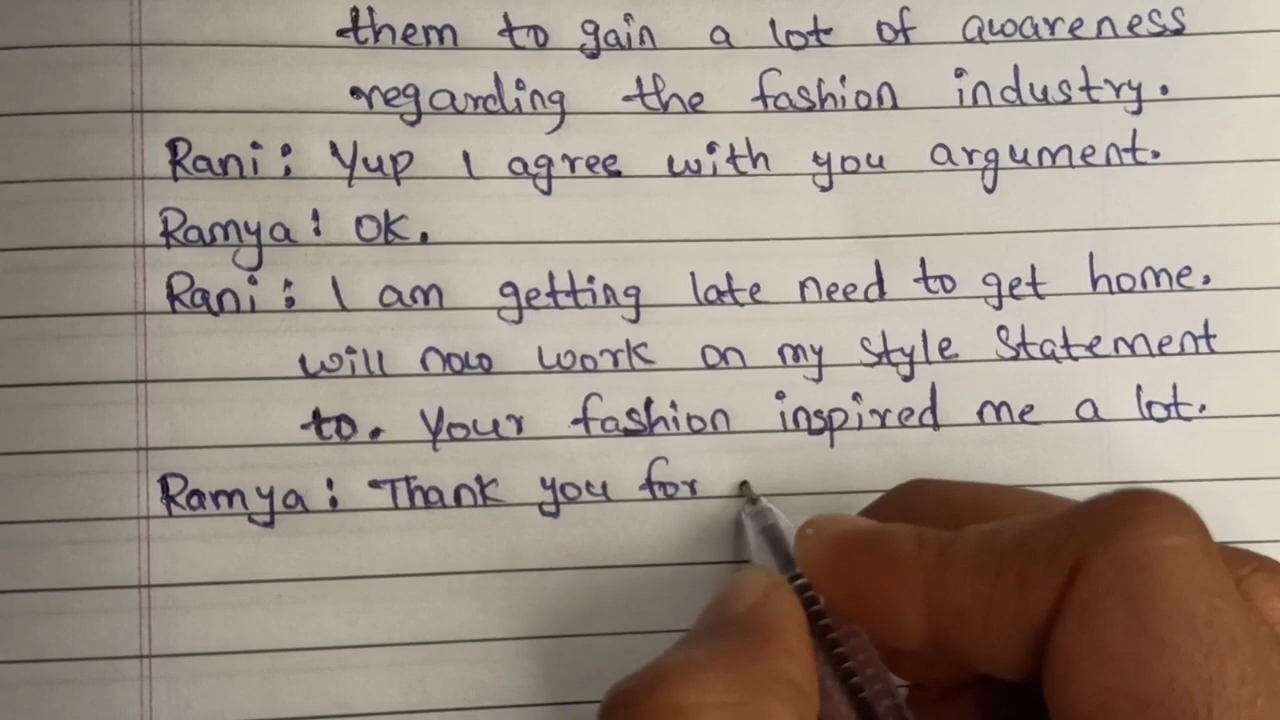 them to gain a lot of awareness
regarding the fashion industry.
Rani: Yup I agree with you argument.
Ramya: OK.
Rani: I am getting late need to get home.
will now work on my style statement
to. Your fashion inspired me a lot.
Ramya: Thank you for